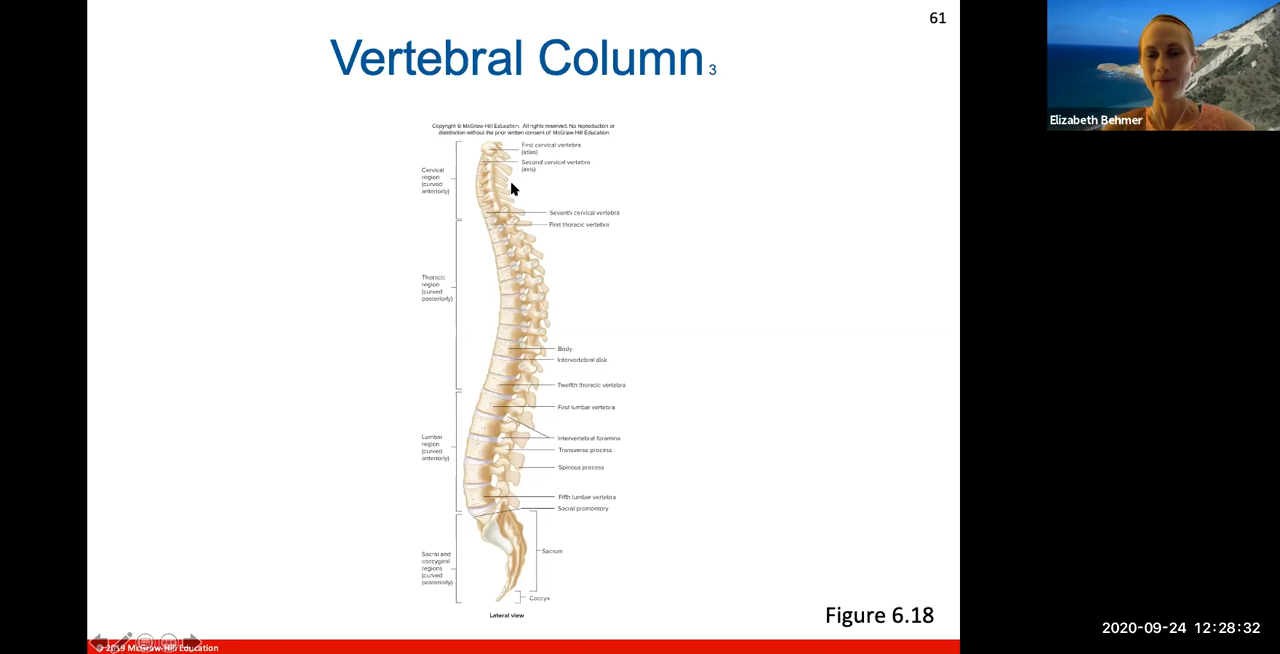 61
Vertebral Column 3
Elizabeth Behmer
Copyright © McGraw-Hill Education. All rights reserved. No reproduction or
distribution without the prior written consent of McGraw-Hill Education.
First cervical vertebra
(atlas)
Second cervical vertebra
(axis)
Cervical
region
(curved
anteriorly)
Seventh cervical vertebra
First thoracic vertebra
Thoracic
region
(curved
posteriorly)
Body
Intervertebral disk
Twelfth thoracic vertebra
First lumbar vertebra
Lumbar
region
(curved
anteriorly)
Intervertebral foramina
Transverse process
Spinous process
Fifth lumbar vertebra
Sacral promontory
Sacral and
coccygeal
regions
(curved
posteriorly)
Sacrum
Coccyx
Lateral view
Figure 6.18
2020-09-24 12:28:32
© 2019 McGraw-Hill Education